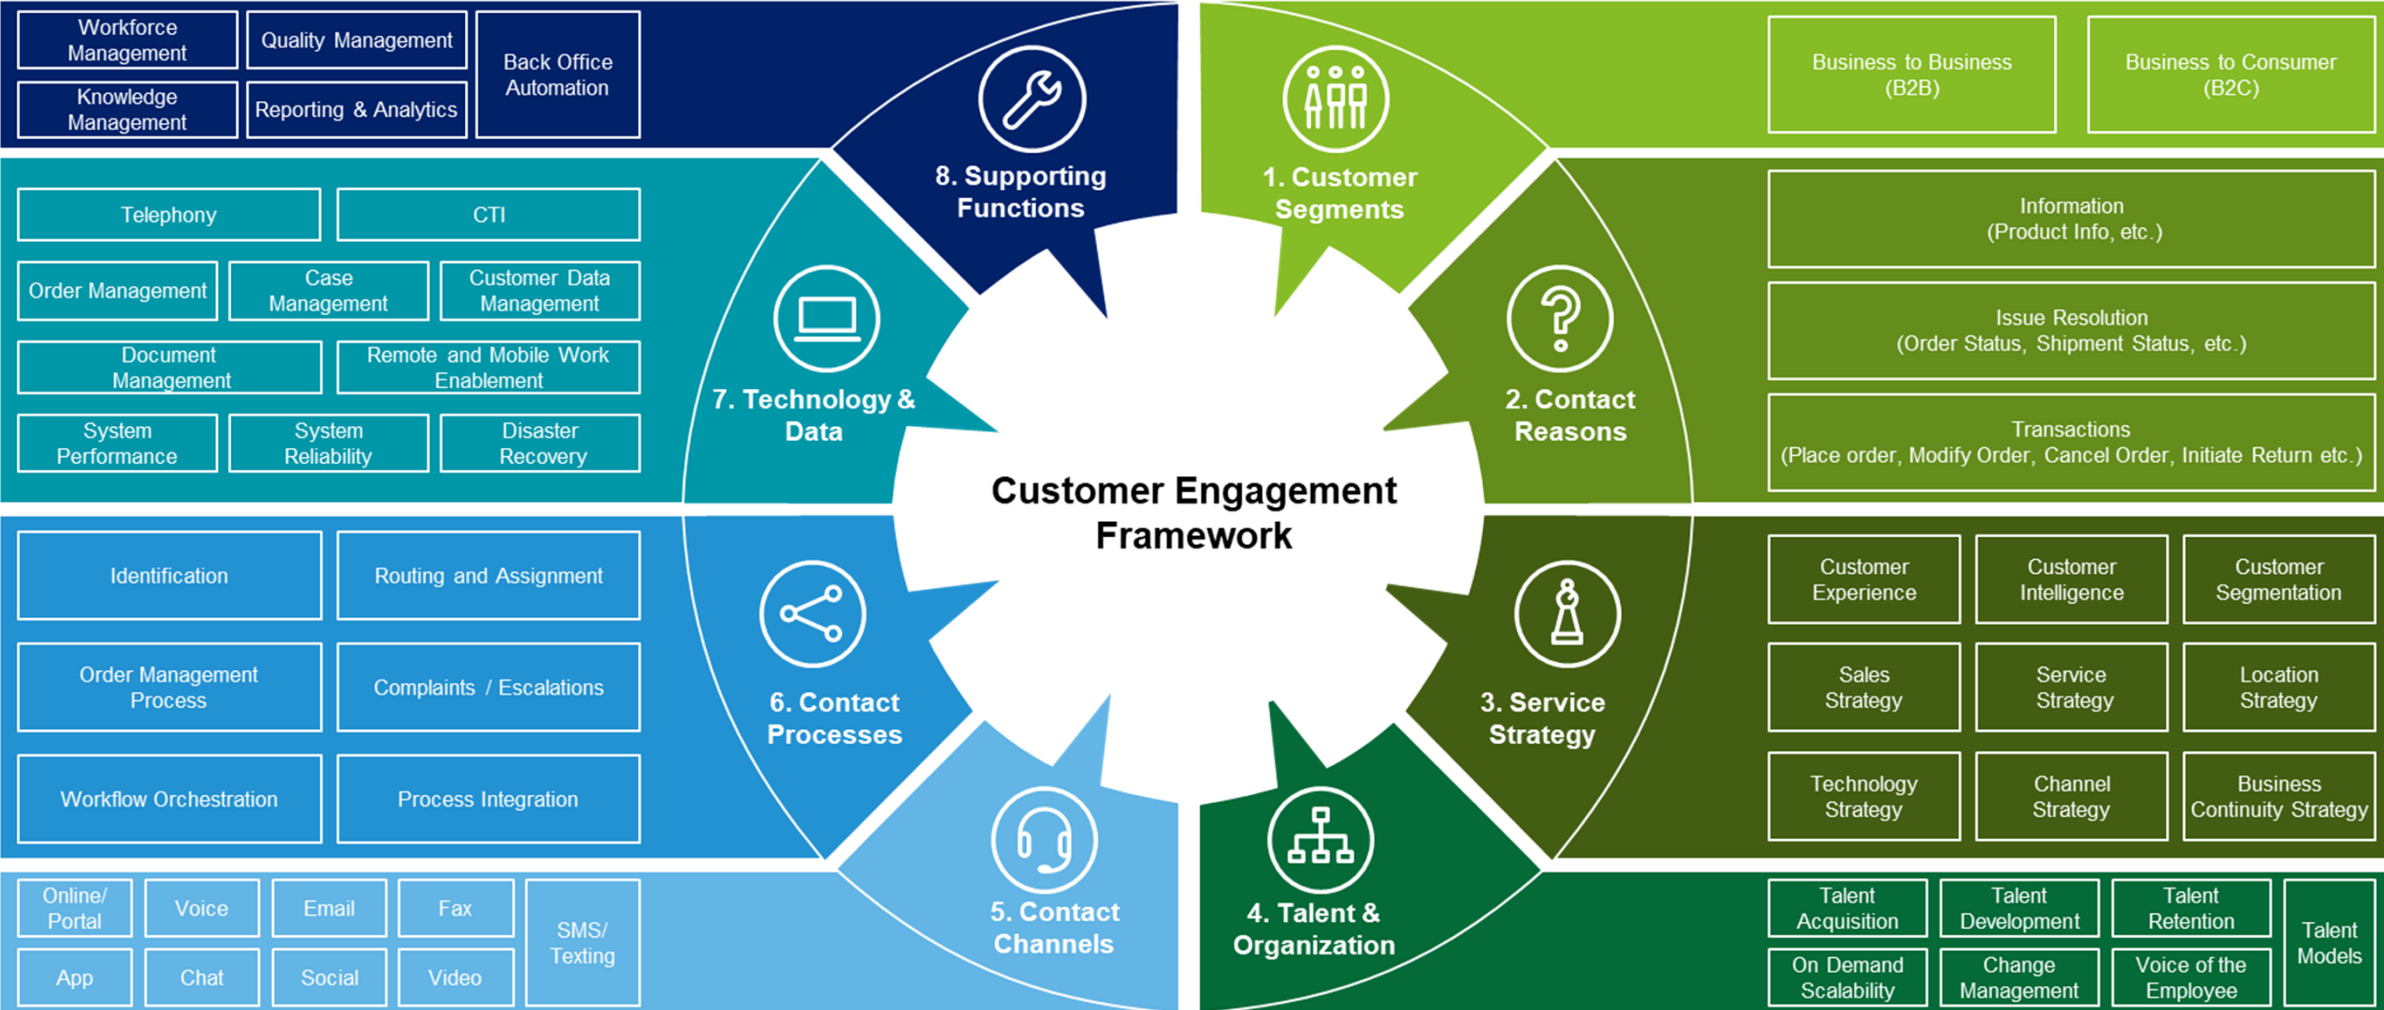 Customer Engagement
Framework
1. Customer
Segments
Business to Business
(B2B)
Business to Consumer
(B2C)
2. Contact
Reasons
Information
(Product Info, etc.)
Issue Resolution
(Order Status, Shipment Status, etc.)
Transactions
(Place order, Modify Order, Cancel Order, Initiate Return etc.)
3. Service
Strategy
Customer
Experience
Customer
Intelligence
Customer
Segmentation
Sales
Strategy
Service
Strategy
Location
Strategy
Technology
Strategy
Channel
Strategy
Business
Continuity Strategy
4. Talent &
Organization
Talent
Acquisition
Talent
Development
Talent
Retention
Talent
Models
On Demand
Scalability
Change
Management
Voice of the
Employee
5. Contact
Channels
Online/
Portal
Voice
Email
Fax
SMS/
Texting
App
Chat
Social
Video
6. Contact
Processes
Identification
Routing and Assignment
Order Management
Process
Complaints / Escalations
Workflow Orchestration
Process Integration
7. Technology &
Data
Telephony
CTI
Order Management
Case
Management
Customer Data
Management
Document
Management
Remote and Mobile Work
Enablement
System
Performance
System
Reliability
Disaster
Recovery
8. Supporting
Functions
Workforce
Management
Quality Management
Back Office
Automation
Knowledge
Management
Reporting & Analytics